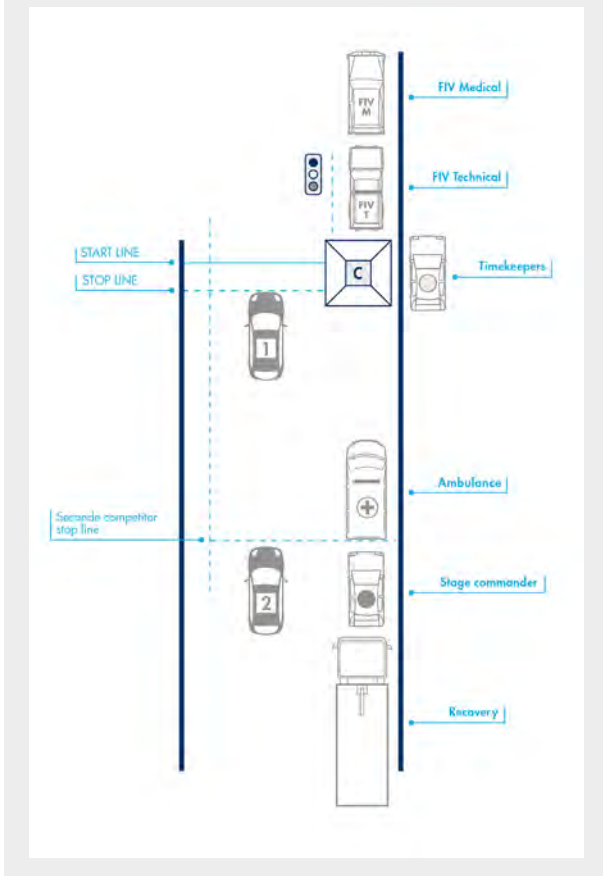 FIV Medical
FIV
M
FIV Technical
FIV
T
START LINE
C
Timekeepers
STOP LINE
1
Ambulance
Seconde competitor
stop line
2
Stage commander
Recovery